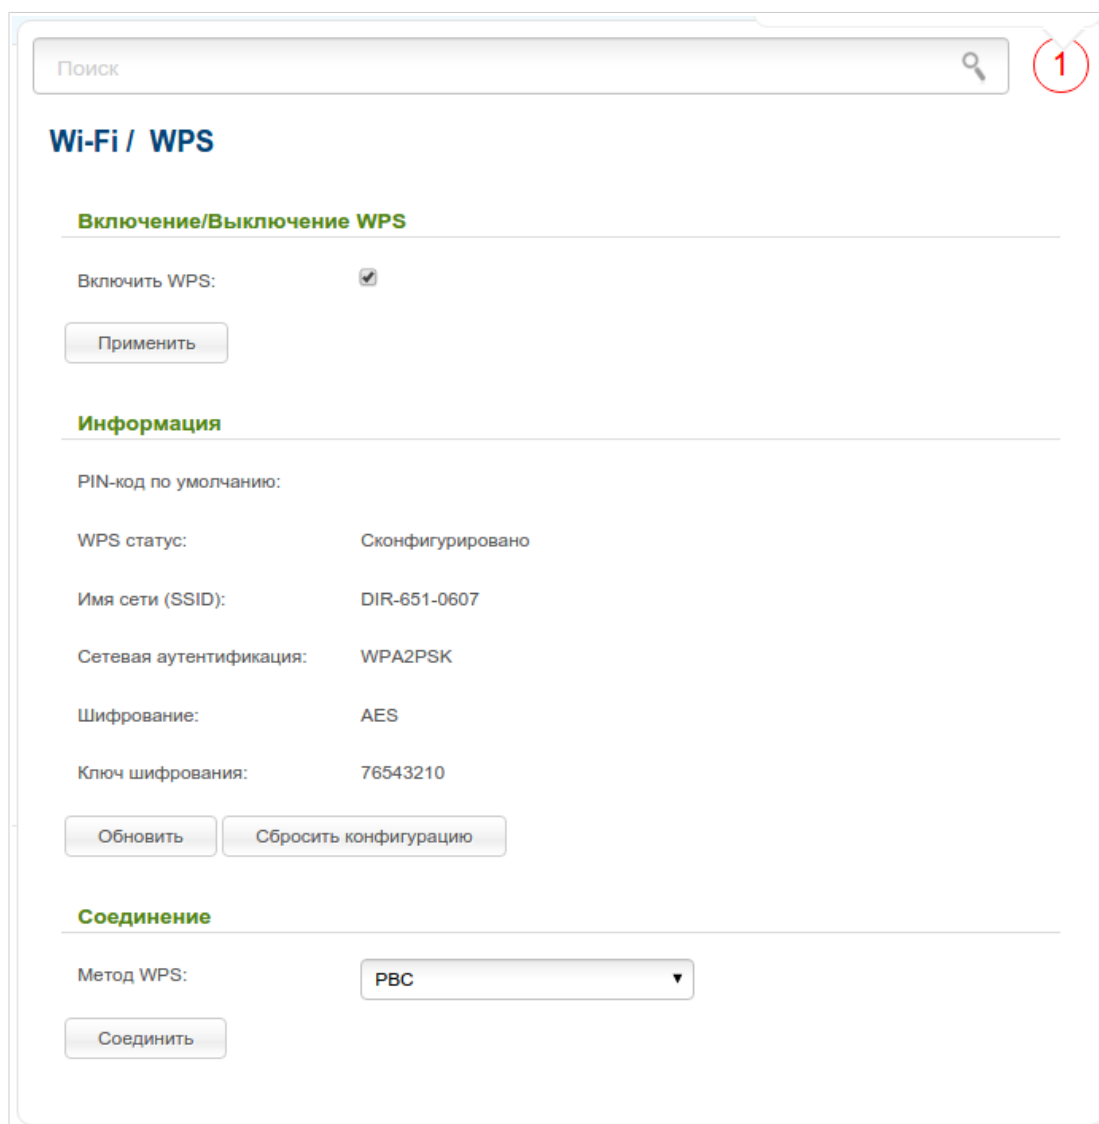 Поиск
1
Wi-Fi / WPS
Включение/Выключение WPS
Включить WPS:
Применить
Информация
PIN-код по умолчанию:
WPS статус: Сконфигурировано
Имя сети (SSID): DIR-651-0607
Сетевая аутентификация: WPA2PSK
Шифрование: AES
Ключ шифрования: 76543210
Обновить Сбросить конфигурацию
Соединение
Метод WPS: PBC
Соединить